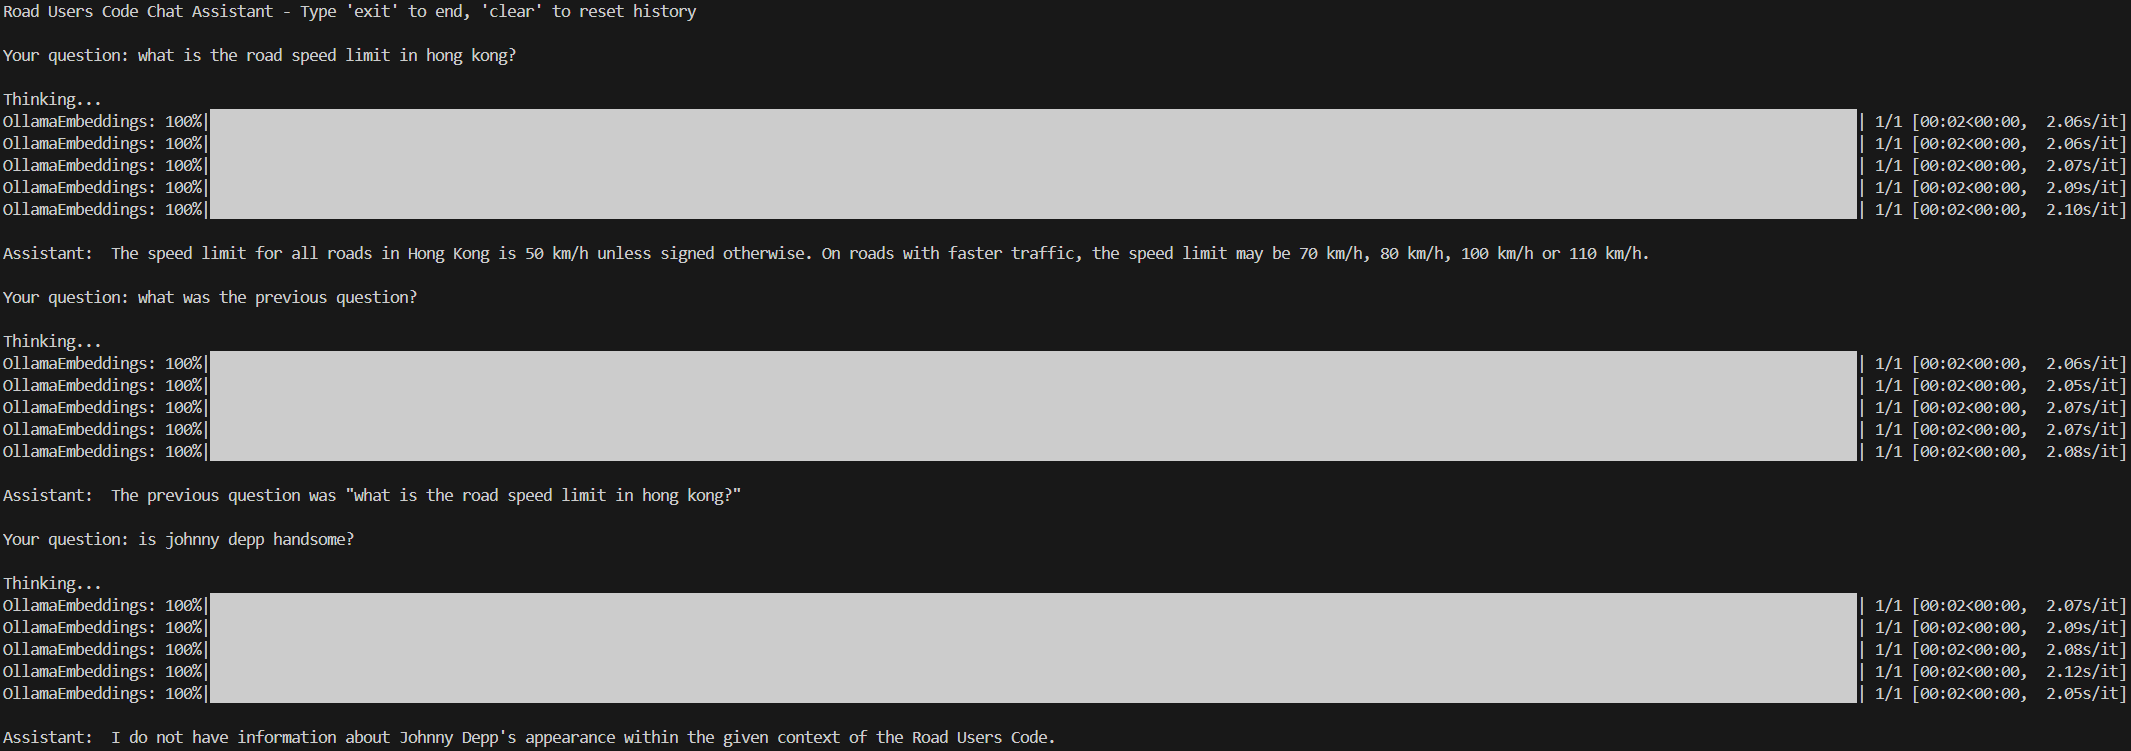 Road Users Code Chat Assistant - Type 'exit' to end, 'clear' to reset history
Your question: what is the road speed limit in hong kong?
Thinking...
OllamaEmbeddings: 100%| | 1/1 [00:02<00:00,  2.06s/it]
OllamaEmbeddings: 100%| | 1/1 [00:02<00:00,  2.06s/it]
OllamaEmbeddings: 100%| | 1/1 [00:02<00:00,  2.07s/it]
OllamaEmbeddings: 100%| | 1/1 [00:02<00:00,  2.09s/it]
OllamaEmbeddings: 100%| | 1/1 [00:02<00:00,  2.10s/it]
Assistant:  The speed limit for all roads in Hong Kong is 50 km/h unless signed otherwise. On roads with faster traffic, the speed limit may be 70 km/h, 80 km/h, 100 km/h or 110 km/h.
Your question: what was the previous question?
Thinking...
OllamaEmbeddings: 100%| | 1/1 [00:02<00:00,  2.06s/it]
OllamaEmbeddings: 100%| | 1/1 [00:02<00:00,  2.05s/it]
OllamaEmbeddings: 100%| | 1/1 [00:02<00:00,  2.07s/it]
OllamaEmbeddings: 100%| | 1/1 [00:02<00:00,  2.07s/it]
OllamaEmbeddings: 100%| | 1/1 [00:02<00:00,  2.08s/it]
Assistant:  The previous question was "what is the road speed limit in hong kong?"
Your question: is johnny depp handsome?
Thinking...
OllamaEmbeddings: 100%| | 1/1 [00:02<00:00,  2.07s/it]
OllamaEmbeddings: 100%| | 1/1 [00:02<00:00,  2.09s/it]
OllamaEmbeddings: 100%| | 1/1 [00:02<00:00,  2.08s/it]
OllamaEmbeddings: 100%| | 1/1 [00:02<00:00,  2.12s/it]
OllamaEmbeddings: 100%| | 1/1 [00:02<00:00,  2.05s/it]
Assistant:  I do not have information about Johnny Depp's appearance within the given context of the Road Users Code.